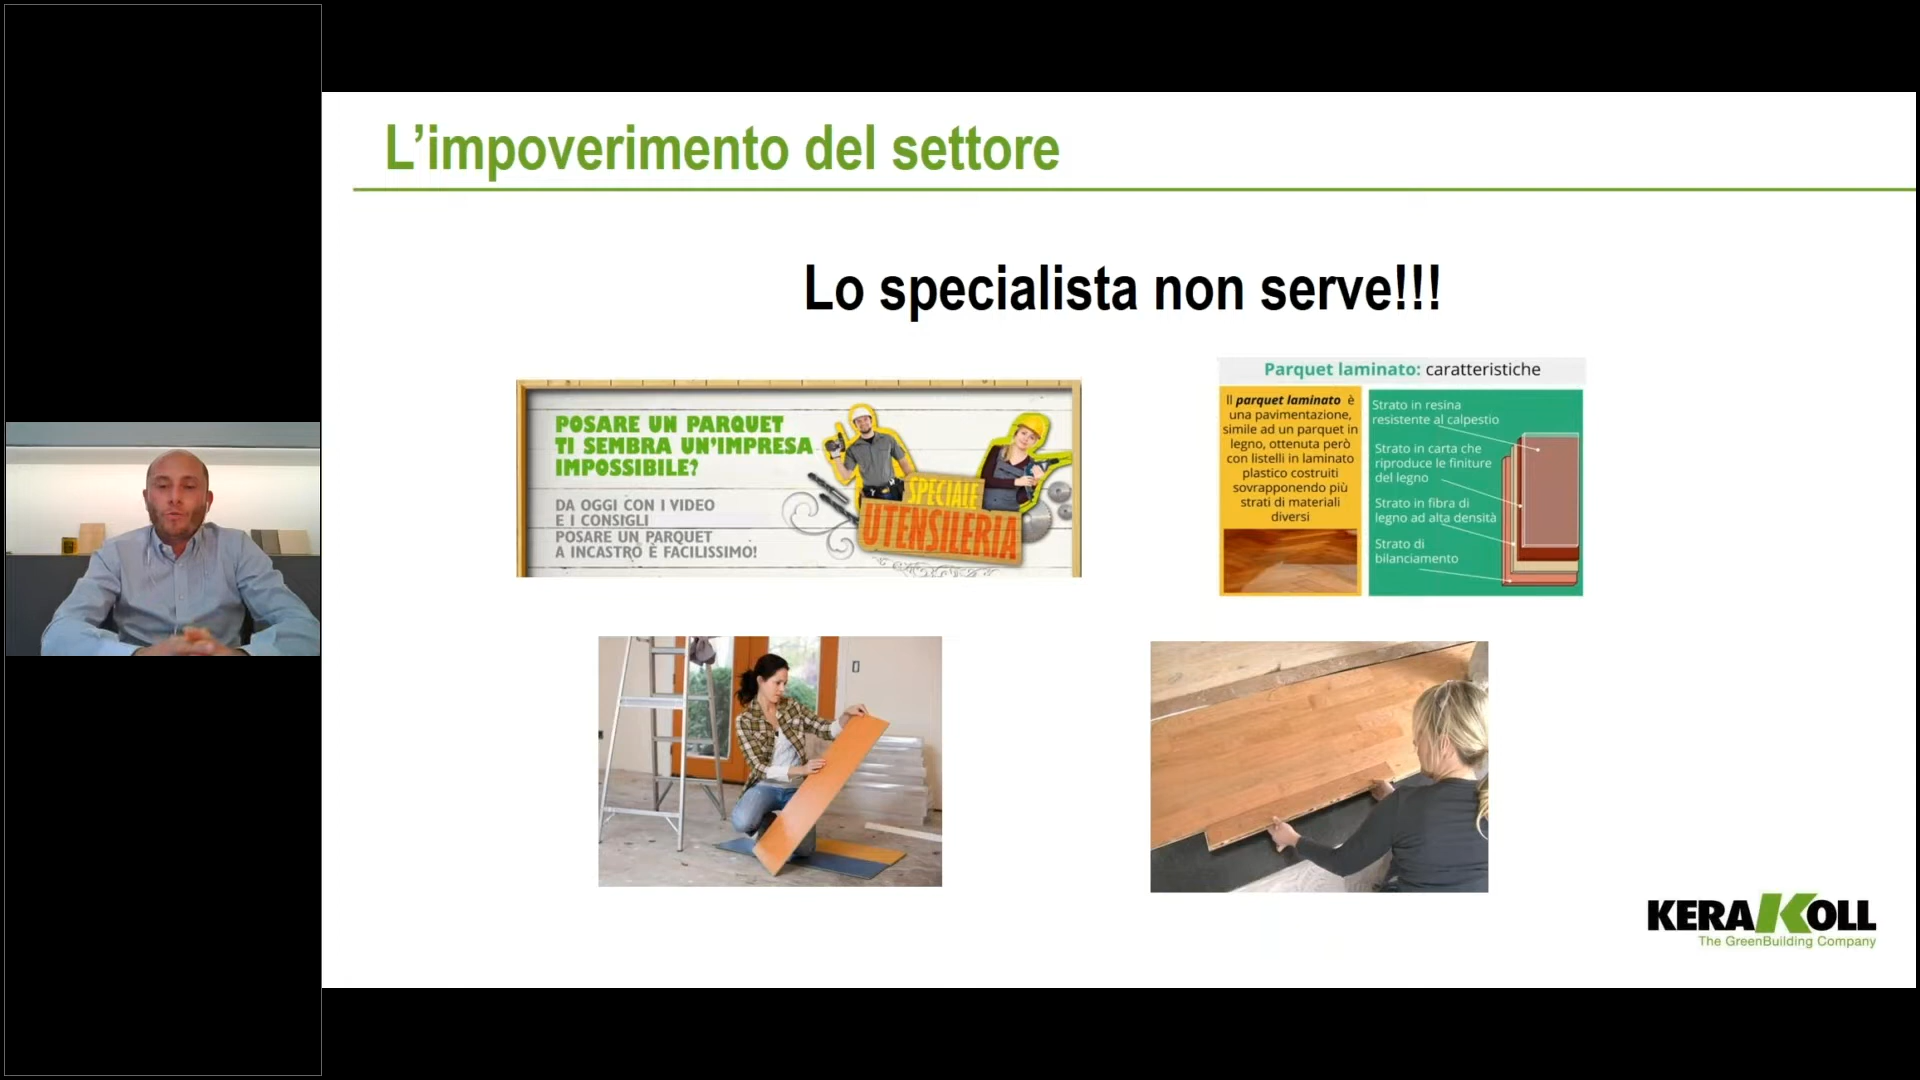 L’impoverimento del settore
Lo specialista non serve!!!
POSARE UN PARQUET
TI SEMBRA UN'IMPRESA
IMPOSSIBILE?
DA OGGI CON I VIDEO
E I CONSIGLI
POSARE UN PARQUET
A INCASTRO È FACILISSIMO!
SPECIALE
UTENSILERIA
Parquet laminato: caratteristiche
Il parquet laminato è
una pavimentazione,
simile ad un parquet in
legno, ottenuta però
con listelli in laminato
plastico costruiti
sovrapponendo più
strati di materiali
diversi
Strato in resina
resistente al calpestio
Strato in carta che
riproduce le finiture
del legno
Strato in fibra di
legno ad alta densità
Strato di
bilanciamento
KERAKOLL
The GreenBuilding Company